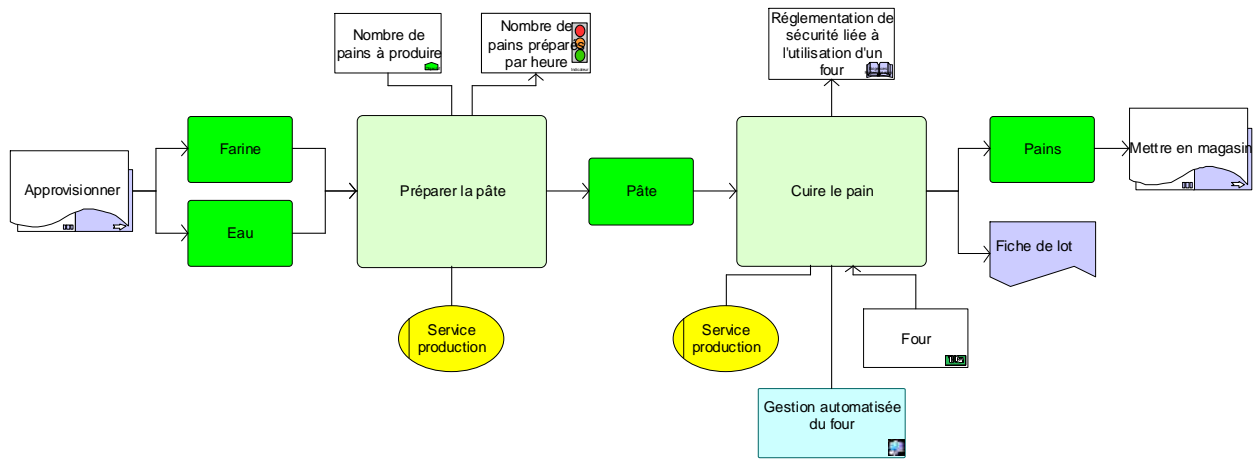 Nombre de
pains à produire
Nombre de
pains préparés
par heure
Réglementation de
sécurité liée à
l'utilisation d'un
four
Approvisionner
Farine
Eau
Préparer la pâte
Pâte
Cuire le pain
Pains
Mettre en magasin
Fiche de lot
Service
production
Service
production
Four
Gestion automatisée
du four